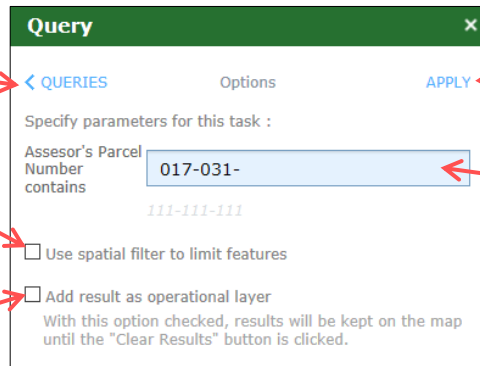 Query ×
< QUERIES Options APPLY
Specify parameters for this task :
Assesor's Parcel
Number
contains
017-031-
111-111-111
Use spatial filter to limit features
Add result as operational layer
With this option checked, results will be kept on the map
until the "Clear Results" button is clicked.